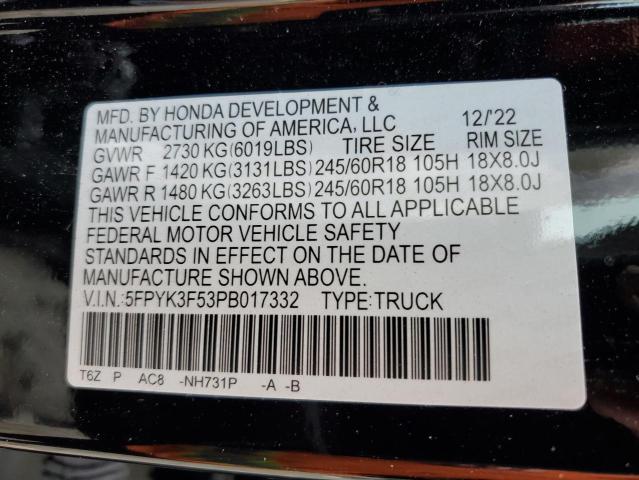 MFD. BY HONDA DEVELOPMENT & 12/'22
MANUFACTURING OF AMERICA, LLC
GVWR 2730 KG(6019LBS) TIRE SIZE RIM SIZE
GAWR F 1420 KG(3131LBS) 245/60R18 105H 18X8.0J
GAWR R 1480 KG(3263LBS) 245/60R18 105H 18X8.0J
THIS VEHICLE CONFORMS TO ALL APPLICABLE
FEDERAL MOTOR VEHICLE SAFETY
STANDARDS IN EFFECT ON THE DATE OF
MANUFACTURE SHOWN ABOVE.
V.I.N.:5FPYK3F53PB017332 TYPE:TRUCK
T6Z P AC8 -NH731P -A -B